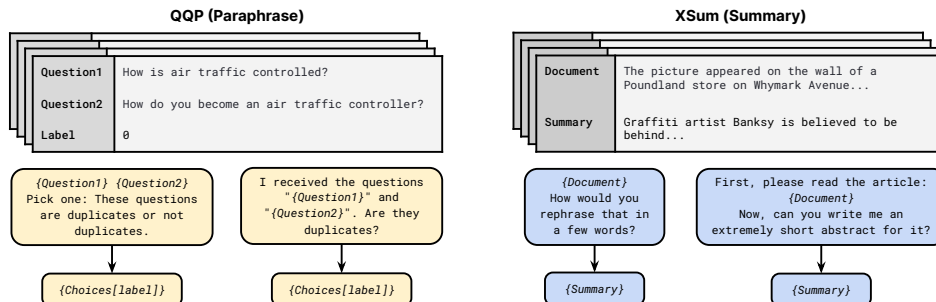 QQP (Paraphrase)
Question1 How is air traffic controlled?
Question2 How do you become an air traffic controller?
Label 0
{Question1} {Question2}
Pick one: These questions
are duplicates or not
duplicates.
{Choices[label]}
I received the questions
"{Question1}" and
"{Question2}". Are they
duplicates?
{Choices[label]}
XSum (Summary)
Document The picture appeared on the wall of a
Poundland store on Whymark Avenue...
Summary Graffiti artist Banksy is believed to be
behind...
{Document}
How would you
rephrase that in
a few words?
{Summary}
First, please read the article:
{Document}
Now, can you write me an
extremely short abstract for it?
{Summary}